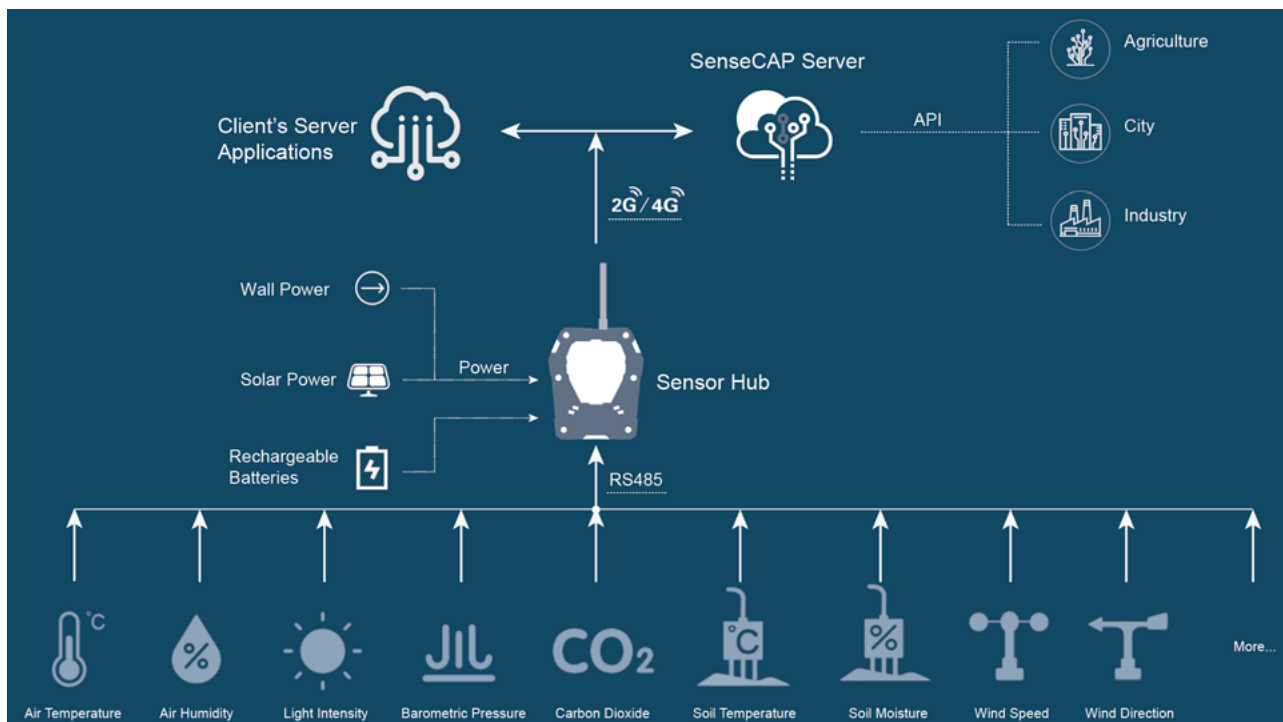 SenseCAP Server
Agriculture
Client's Server
Applications
API
City
2G/4G
Industry
Wall Power
Solar Power
Power
Sensor Hub
Rechargeable
Batteries
RS485
°C
%
CO2
°C
%
More...
Air Temperature
Air Humidity
Light Intensity
Barometric Pressure
Carbon Dioxide
Soil Temperature
Soil Moisture
Wind Speed
Wind Direction